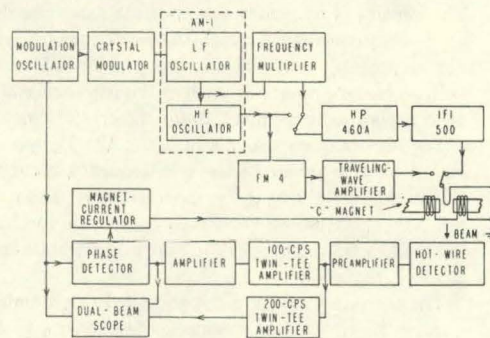 AM-1
MODULATION
OSCILLATOR
CRYSTAL
MODULATOR
LF
OSCILLATOR
FREQUENCY
MULTIPLIER
HF
OSCILLATOR
HP
460A
IFI
500
FM 4
TRAVELING-
WAVE
AMPLIFIER
MAGNET-
CURRENT
REGULATOR
"C" MAGNET
BEAM
PHASE
DETECTOR
AMPLIFIER
100-CPS
TWIN-TEE
AMPLIFIER
PREAMPLIFIER
HOT-WIRE
DETECTOR
DUAL-BEAM
SCOPE
200-CPS
TWIN-TEE
AMPLIFIER